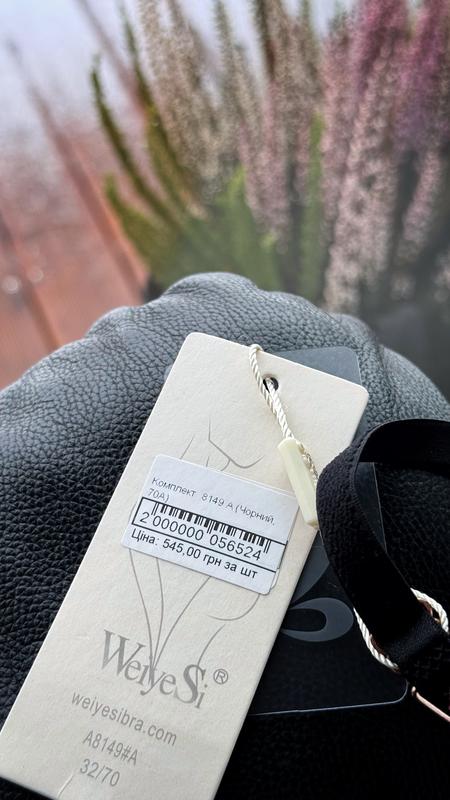 Комплект 8149 А (Чорний,
70А)
2 000000 056524
Ціна: 545,00 грн за шт
WeiyeSi®
weiyesibra.com
A8149#A
32/70